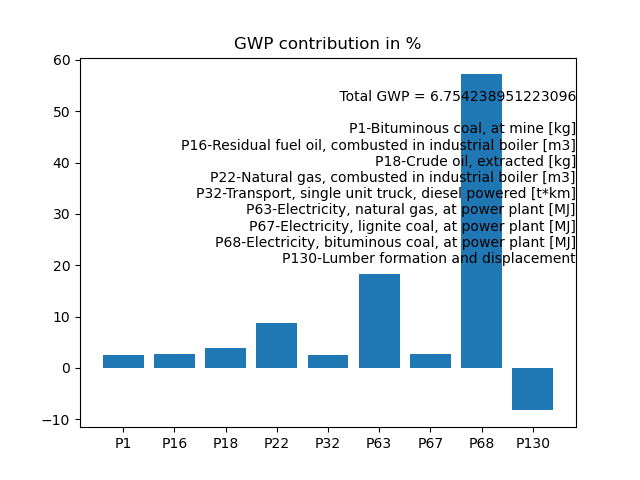 GWP contribution in %
60
50
40
30
20
10
0
−10
Total GWP = 6.754238951223096
P1-Bituminous coal, at mine [kg]
P16-Residual fuel oil, combusted in industrial boiler [m3]
P18-Crude oil, extracted [kg]
P22-Natural gas, combusted in industrial boiler [m3]
P32-Transport, single unit truck, diesel powered [t*km]
P63-Electricity, natural gas, at power plant [MJ]
P67-Electricity, lignite coal, at power plant [MJ]
P68-Electricity, bituminous coal, at power plant [MJ]
P130-Lumber formation and displacement
P1 P16 P18 P22 P32 P63 P67 P68 P130